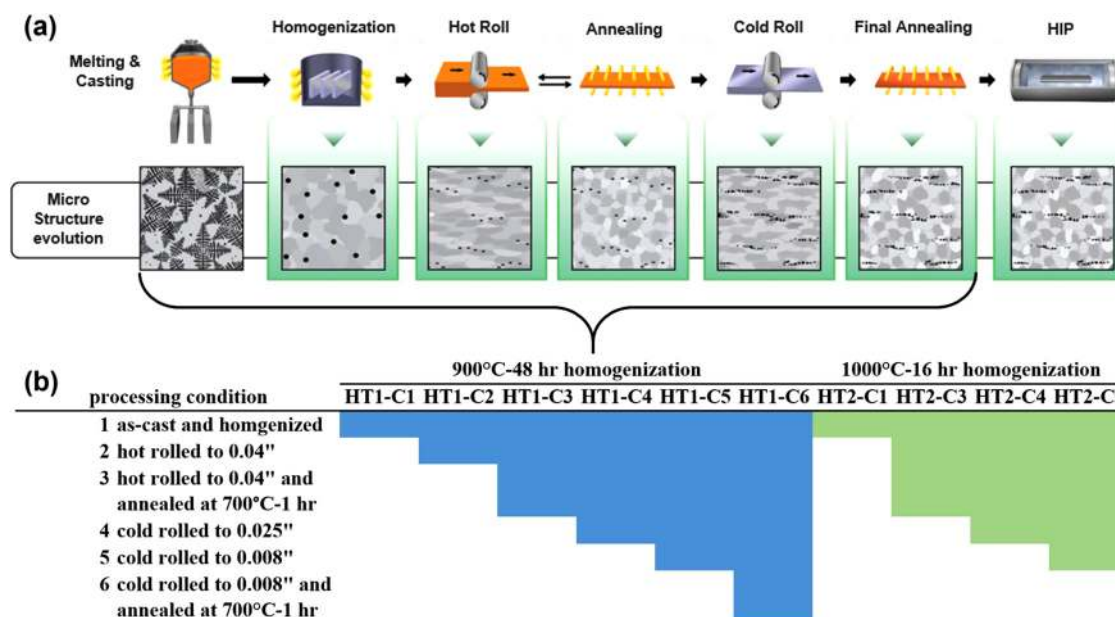 (a)
Melting &
Casting
Homogenization
Hot Roll
Annealing
Cold Roll
Final Annealing
HIP
Micro
Structure
evolution
(b)
900°C-48 hr homogenization 1000°C-16 hr homogenization
processing condition HT1-C1 HT1-C2 HT1-C3 HT1-C4 HT1-C5 HT1-C6 HT2-C1 HT2-C3 HT2-C4
1 as-cast and homgenized
2 hot rolled to 0.04"
3 hot rolled to 0.04" and
annealed at 700°C-1 hr
4 cold rolled to 0.025"
5 cold rolled to 0.008"
6 cold rolled to 0.008" and
annealed at 700°C-1 hr